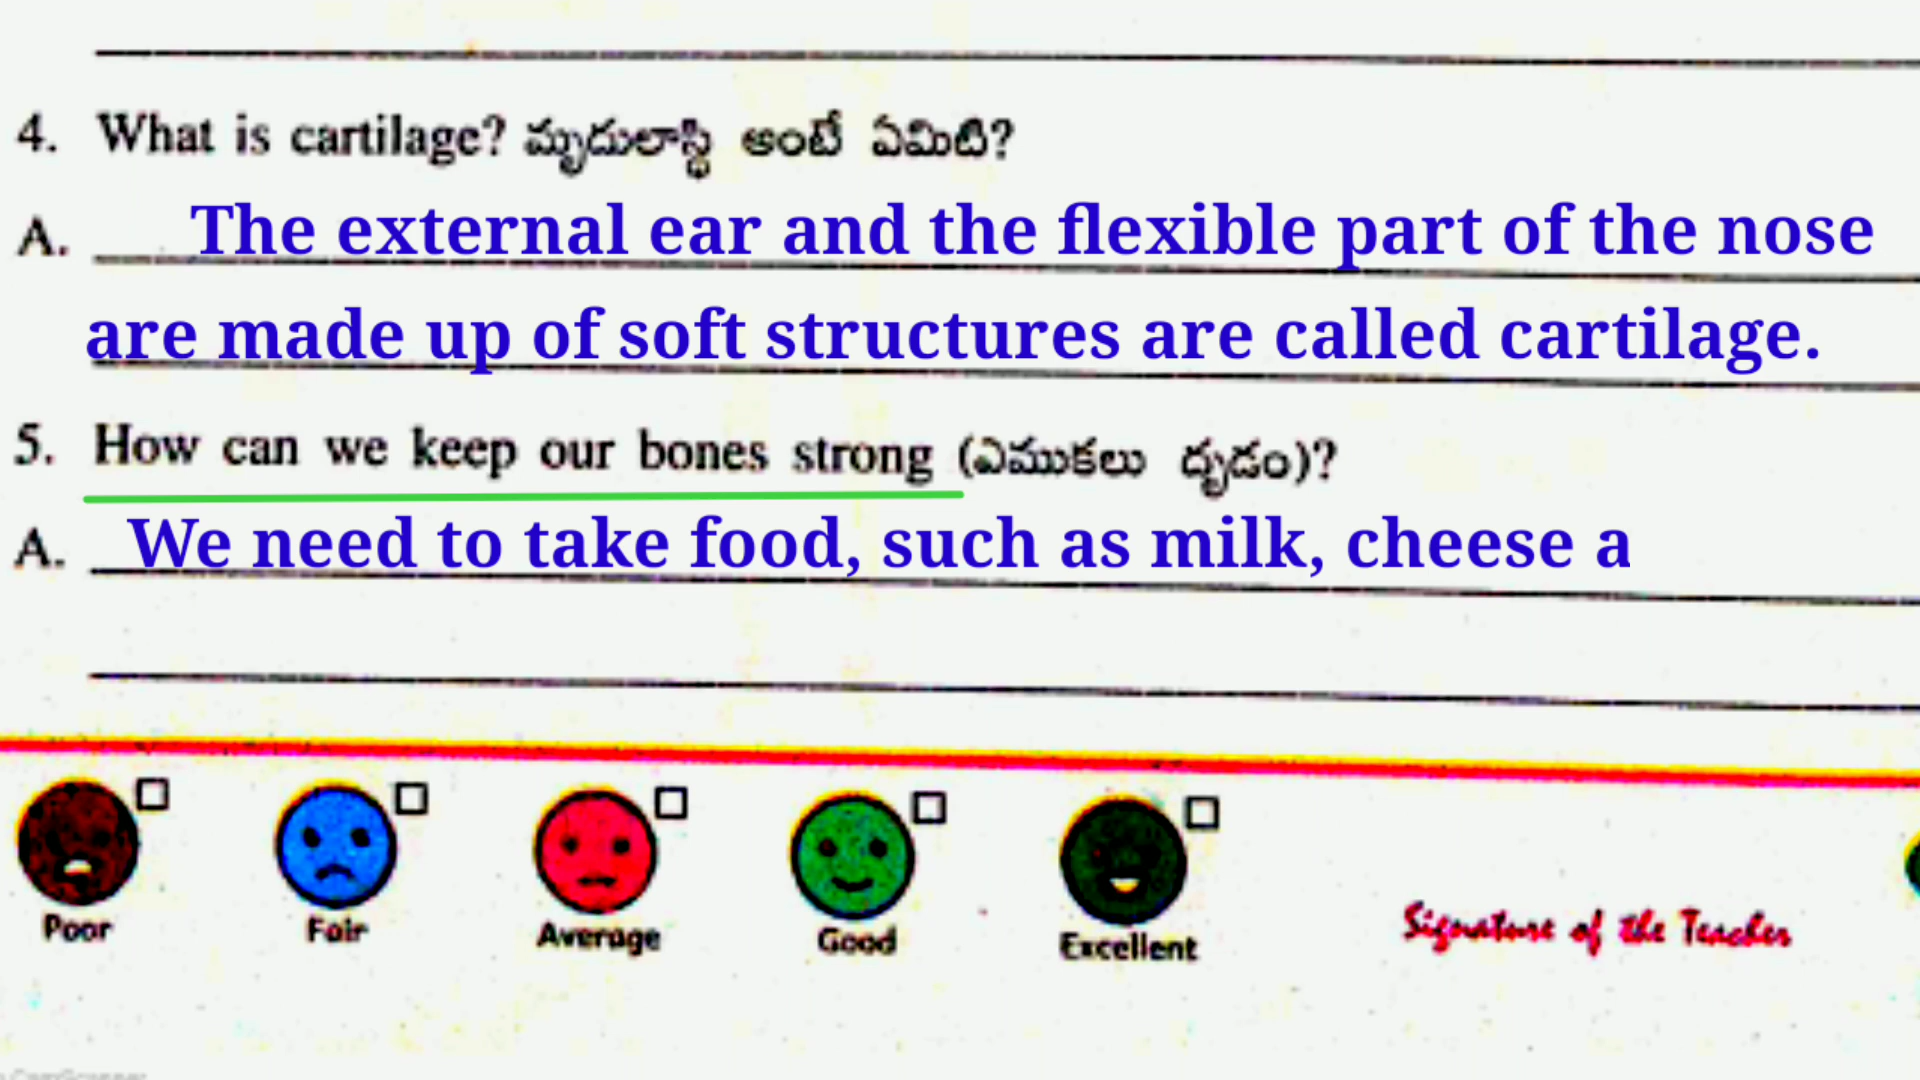 4. What is cartilage? మృదులాస్థి అంటే ఏమిటి?
A. The external ear and the flexible part of the nose
are made up of soft structures are called cartilage.
5. How can we keep our bones strong (ఎముకలు దృడం)?
A. We need to take food, such as milk, cheese a
Poor Fair Average Good Excellent
Signature of the Teacher
CamScanner